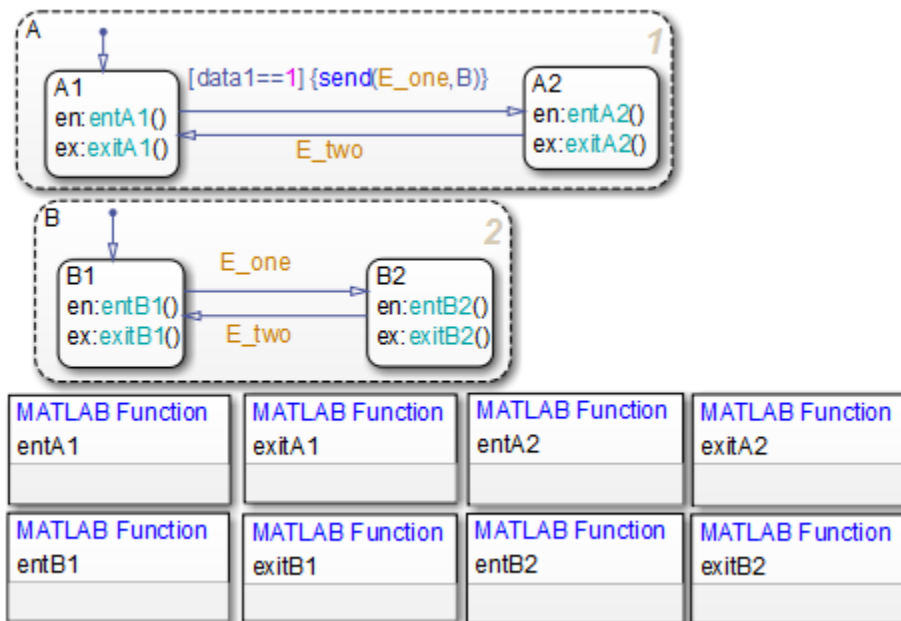 A
1
[data1==1]{send(E_one,B)}
A1
en:entA1()
ex:exitA1()
A2
en:entA2()
ex:exitA2()
E_two
B
2
E_one
B1
en:entB1()
ex:exitB1()
B2
en:entB2()
ex:exitB2()
E_two
MATLAB Function
entA1
MATLAB Function
exitA1
MATLAB Function
entA2
MATLAB Function
exitA2
MATLAB Function
entB1
MATLAB Function
exitB1
MATLAB Function
entB2
MATLAB Function
exitB2